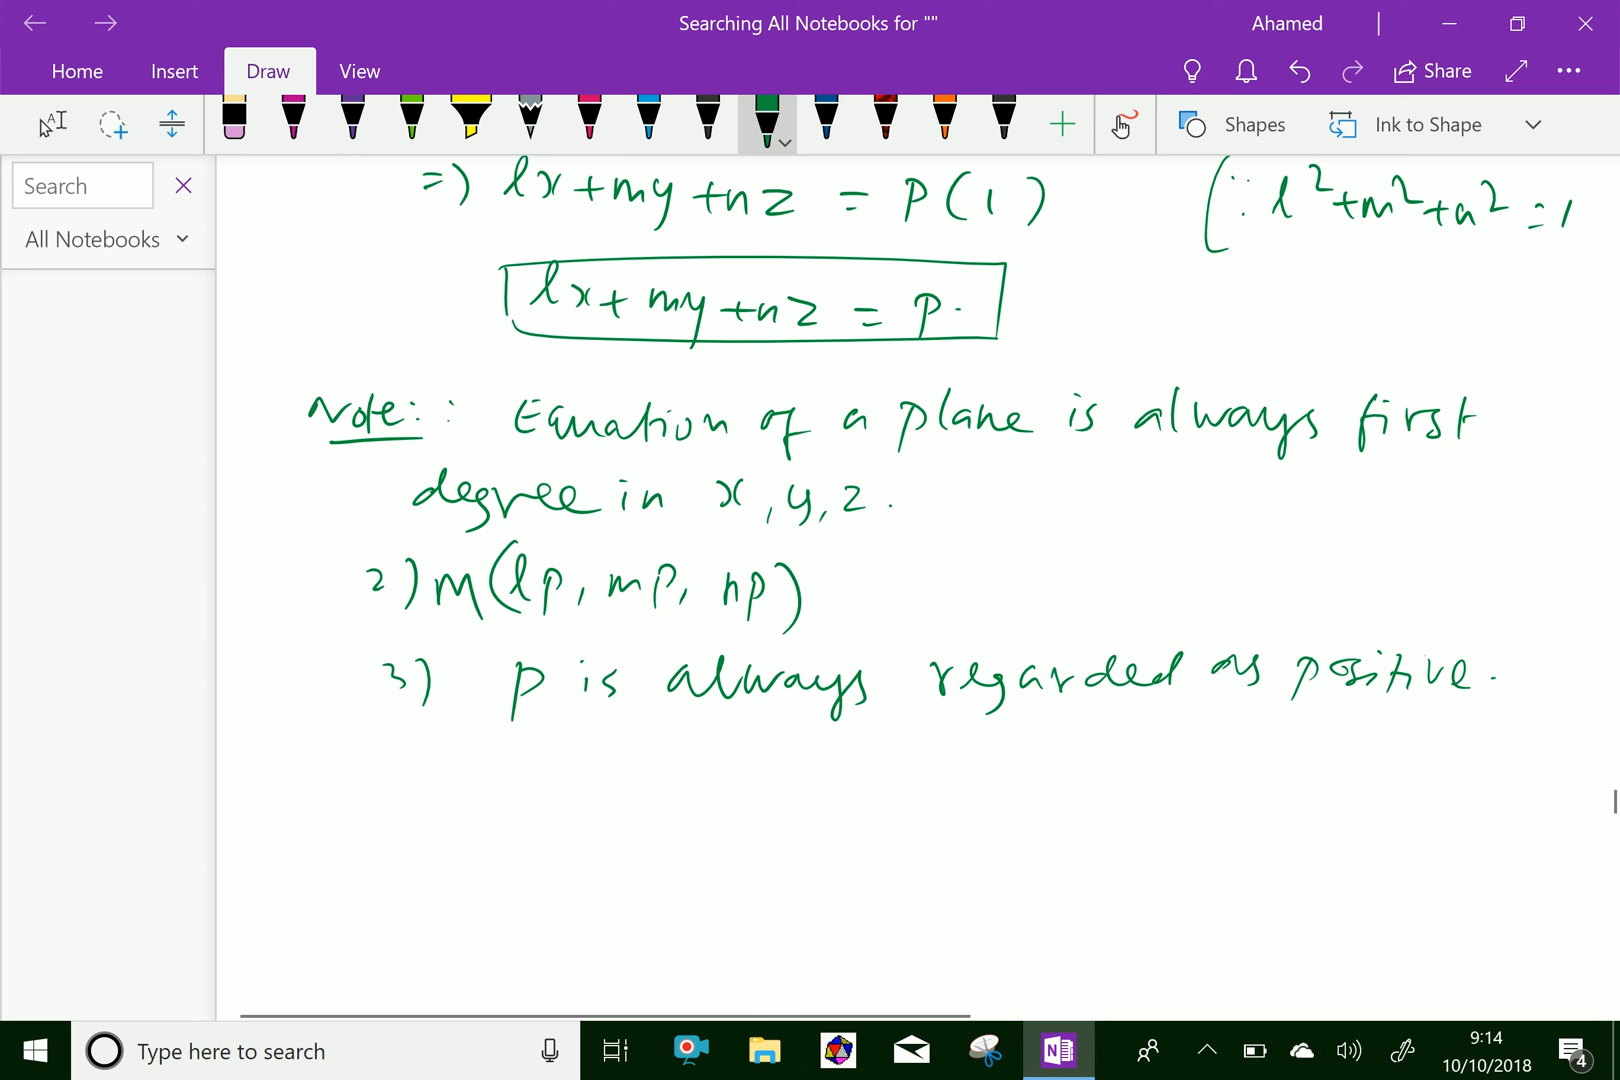 Searching All Notebooks for ""
Ahamed
Home Insert Draw View
Share
Shapes
Ink to Shape
Search
All Notebooks
=) lx+my+nz = P(1) (∵ l²+m²+n²=1
lx+my+nz = p.
Note:: Equation of a plane is always first
degree in x, y, z.
2) M(lp, mp, np)
3) p is always regarded as positive.
Type here to search
N
9:14
10/10/2018
4